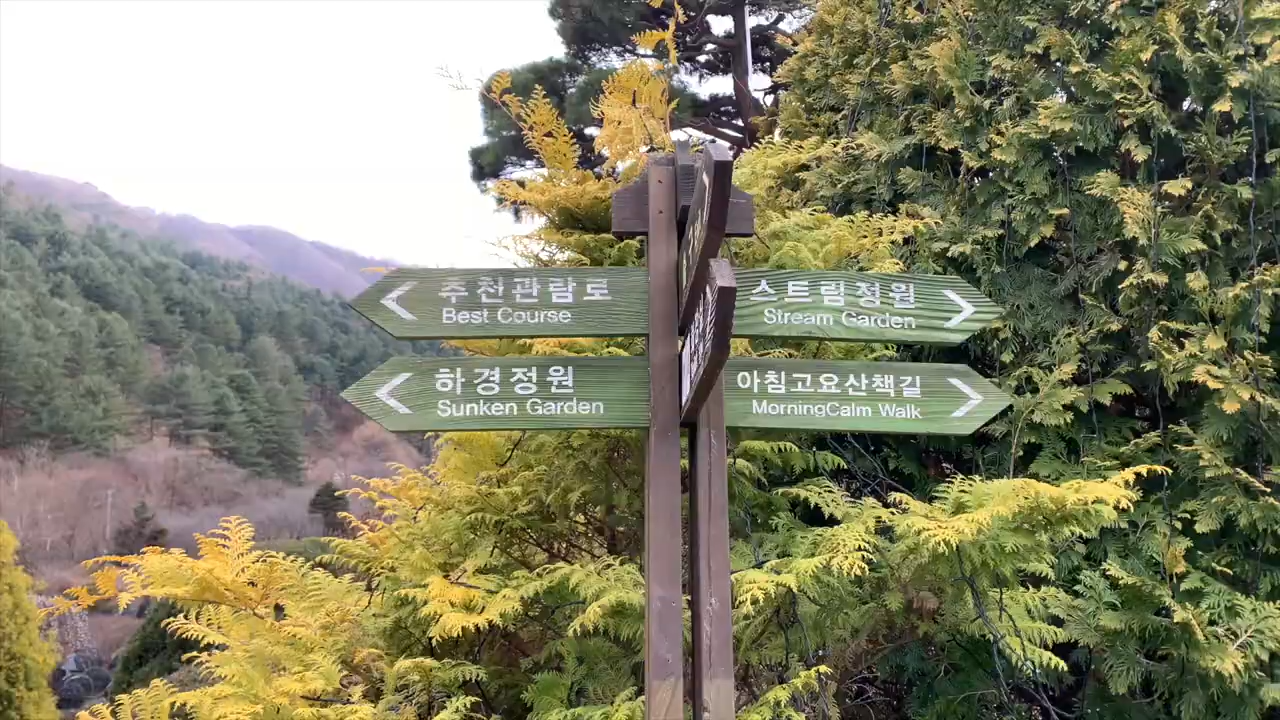 추천관람로
Best Course
스트림정원
Stream Garden
하경정원
Sunken Garden
아침고요산책길
MorningCalm Walk